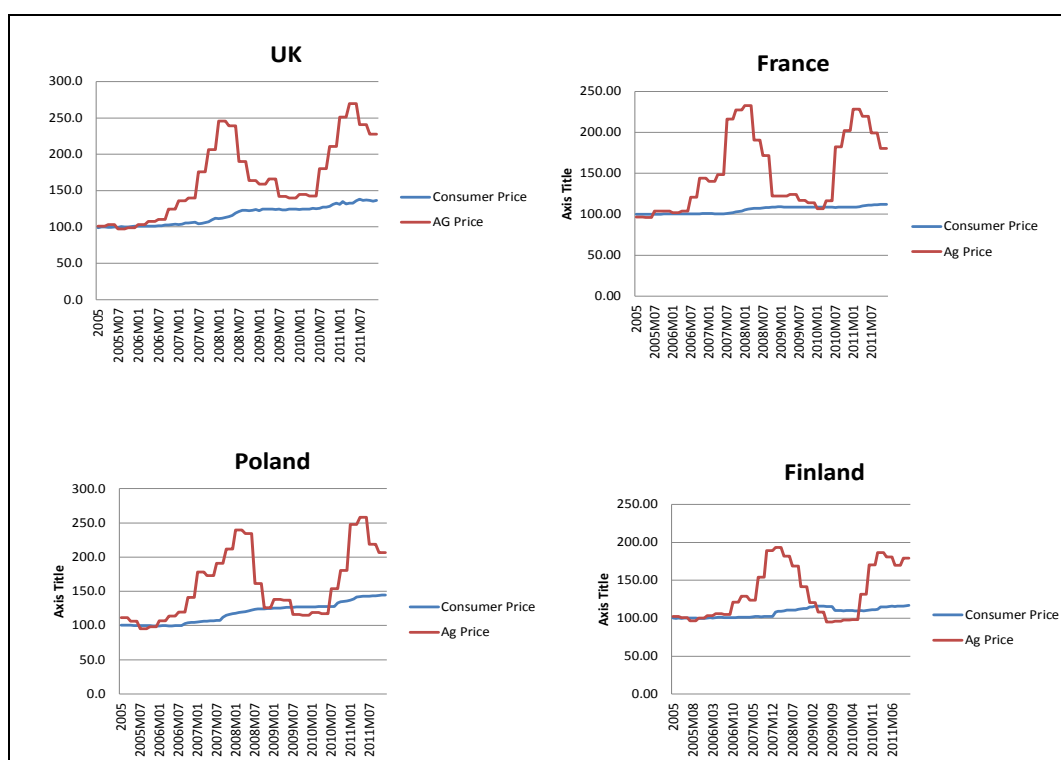 UK
300.0
250.0
200.0
150.0
100.0
50.0
0.0
2005
2005M07
2006M01
2006M07
2007M01
2007M07
2008M01
2008M07
2009M01
2009M07
2010M01
2010M07
2011M01
2011M07
Consumer Price
AG Price
France
250.00
200.00
150.00
100.00
50.00
0.00
Axis Title
2005
2005M07
2006M01
2006M07
2007M01
2007M07
2008M01
2008M07
2009M01
2009M07
2010M01
2010M07
2011M01
2011M07
Consumer Price
Ag Price
Poland
300.0
250.0
200.0
150.0
100.0
50.0
0.0
Axis Title
2005
2005M07
2006M01
2006M07
2007M01
2007M07
2008M01
2008M07
2009M01
2009M07
2010M01
2010M07
2011M01
2011M07
Consumer Price
Ag Price
Finland
250.00
200.00
150.00
100.00
50.00
0.00
Axis Title
2005
2005M08
2006M03
2006M10
2007M05
2007M12
2008M07
2009M02
2009M09
2010M04
2010M11
2011M06
Consumer Price
Ag Price